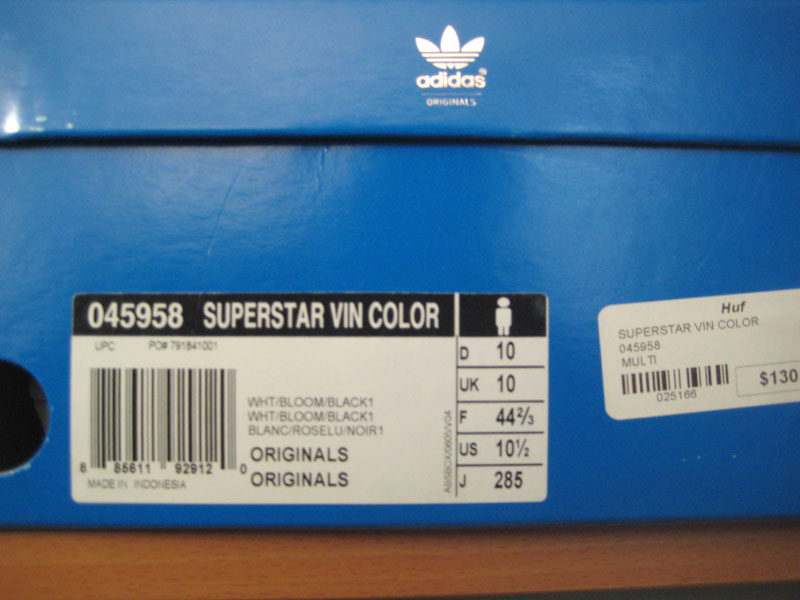 adidas
ORIGINALS
045958 SUPERSTAR VIN COLOR
UPC PO# 791841001
WHT/BLOOM/BLACK1
WHT/BLOOM/BLACK1
BLANC/ROSELU/NOIR1
ORIGINALS
ORIGINALS
8 85611 92912 0
MADE IN INDONESIA
D 10
UK 10
F 44⅔
US 10½
J 285
Huf
SUPERSTAR VIN COLOR
045958
MULTI
025166
$130